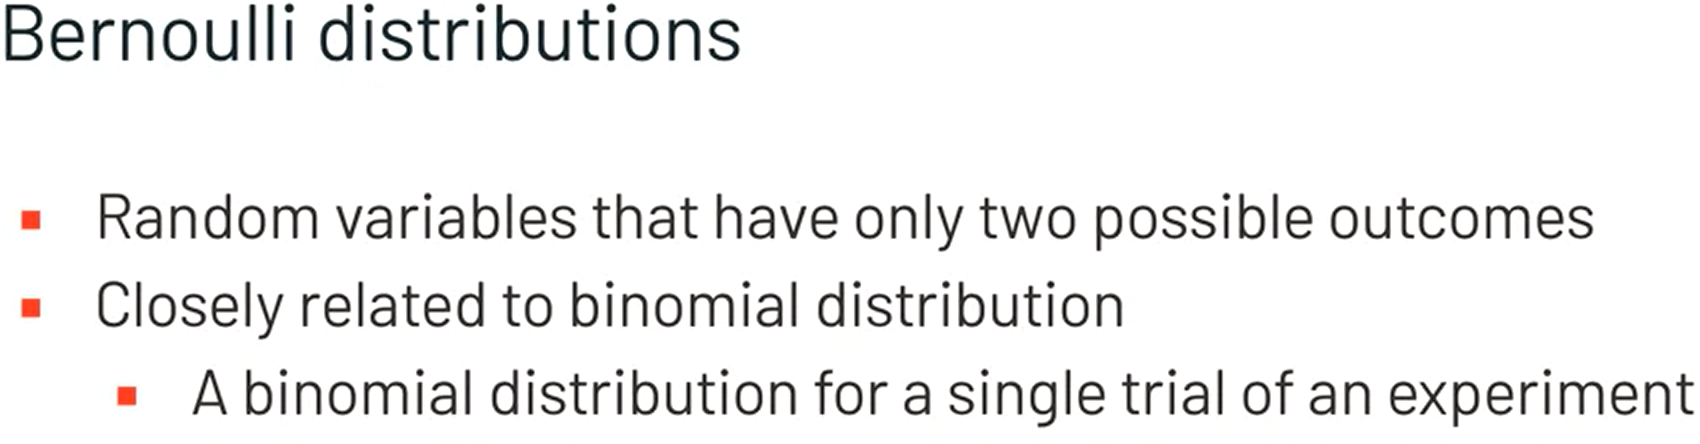 Bernoulli distributions
Random variables that have only two possible outcomes
Closely related to binomial distribution
A binomial distribution for a single trial of an experiment